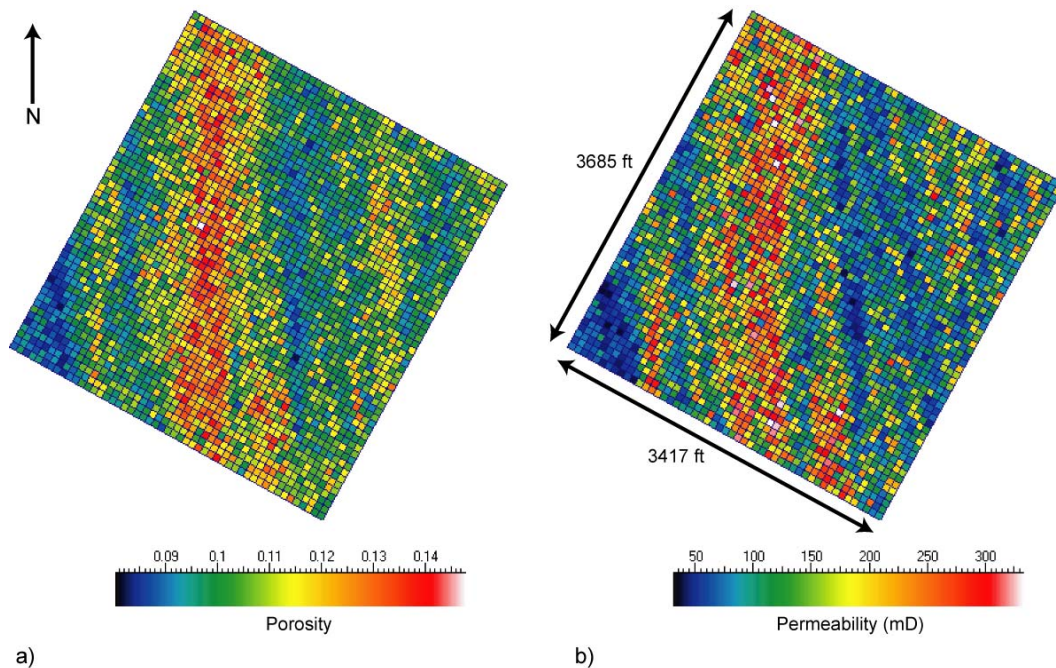 N
3685 ft
3417 ft
0.09 0.1 0.11 0.12 0.13 0.14
Porosity
50 100 150 200 250 300
Permeability (mD)
a)
b)